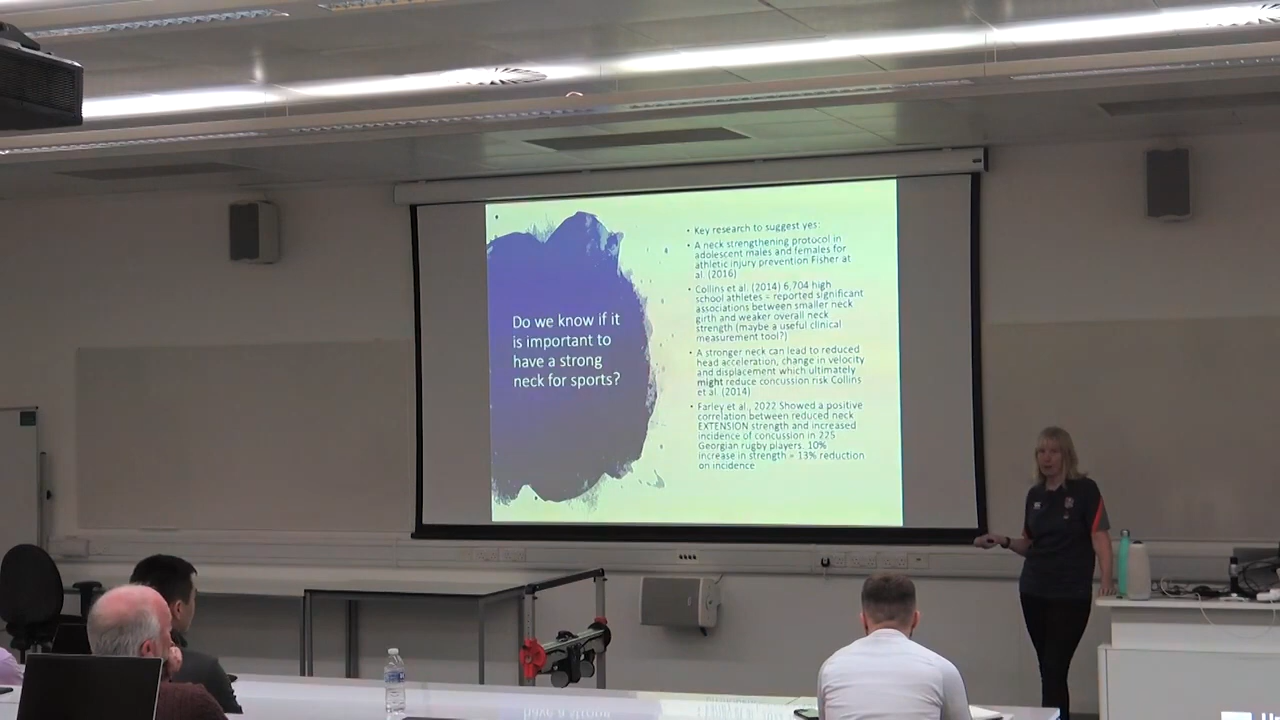 Do we know if it
is important to
have a strong
neck for sports?
• Key research to suggest yes:
• A neck strengthening protocol in
adolescent males and females for
athletic injury prevention Fisher at
al. (2016)
• Collins et al. (2014) 6,704 high
school athletes – reported significant
associations between smaller neck
girth and weaker overall neck
strength (maybe a useful clinical
measurement tool?)
• A stronger neck can lead to reduced
head acceleration, change in velocity
and displacement which ultimately
might reduce concussion risk Collins
et al. (2014)
• Farley et al., 2022 Showed a positive
correlation between reduced neck
EXTENSION strength and increased
incidence of concussion in 225
Georgian rugby players. 10%
increase in strength = 13% reduction
on incidence